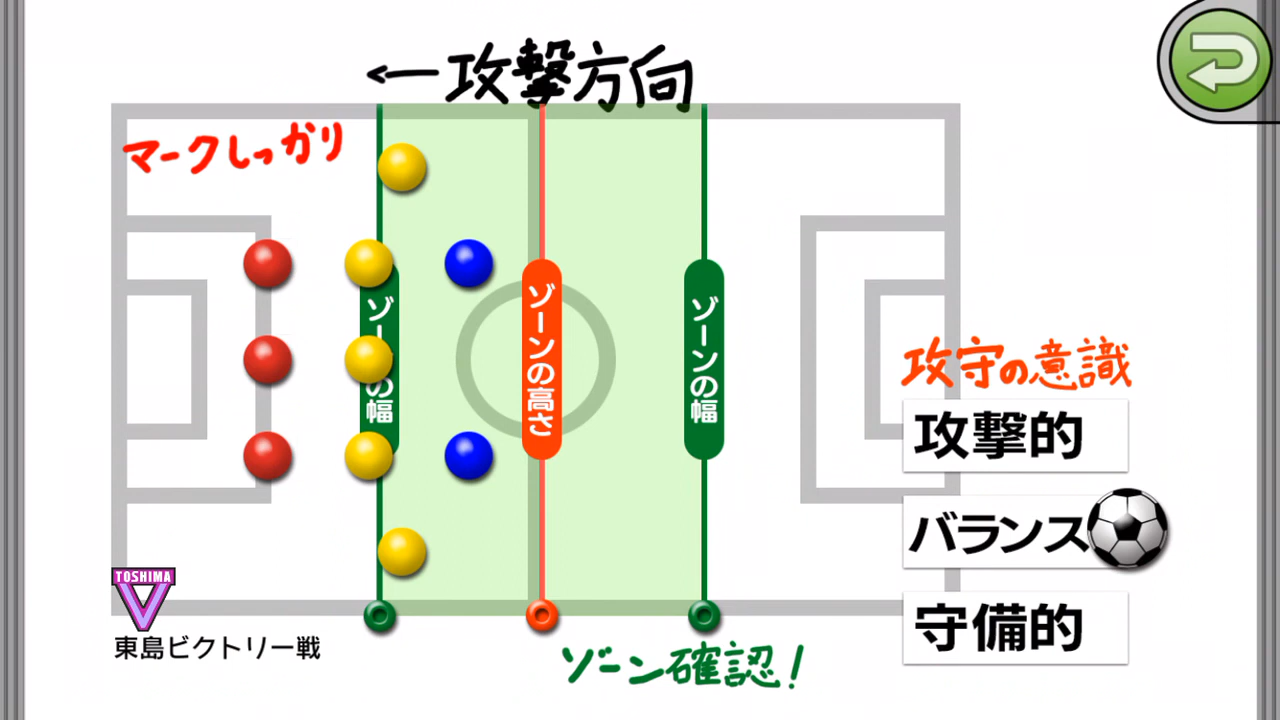 ←攻撃方向
マークしっかり
ゾーンの幅
ゾーンの高さ
ゾーンの幅
攻守の意識
攻撃的
バランス
守備的
TOSHIMA
V
東島ビクトリー戦
ゾーン確認!